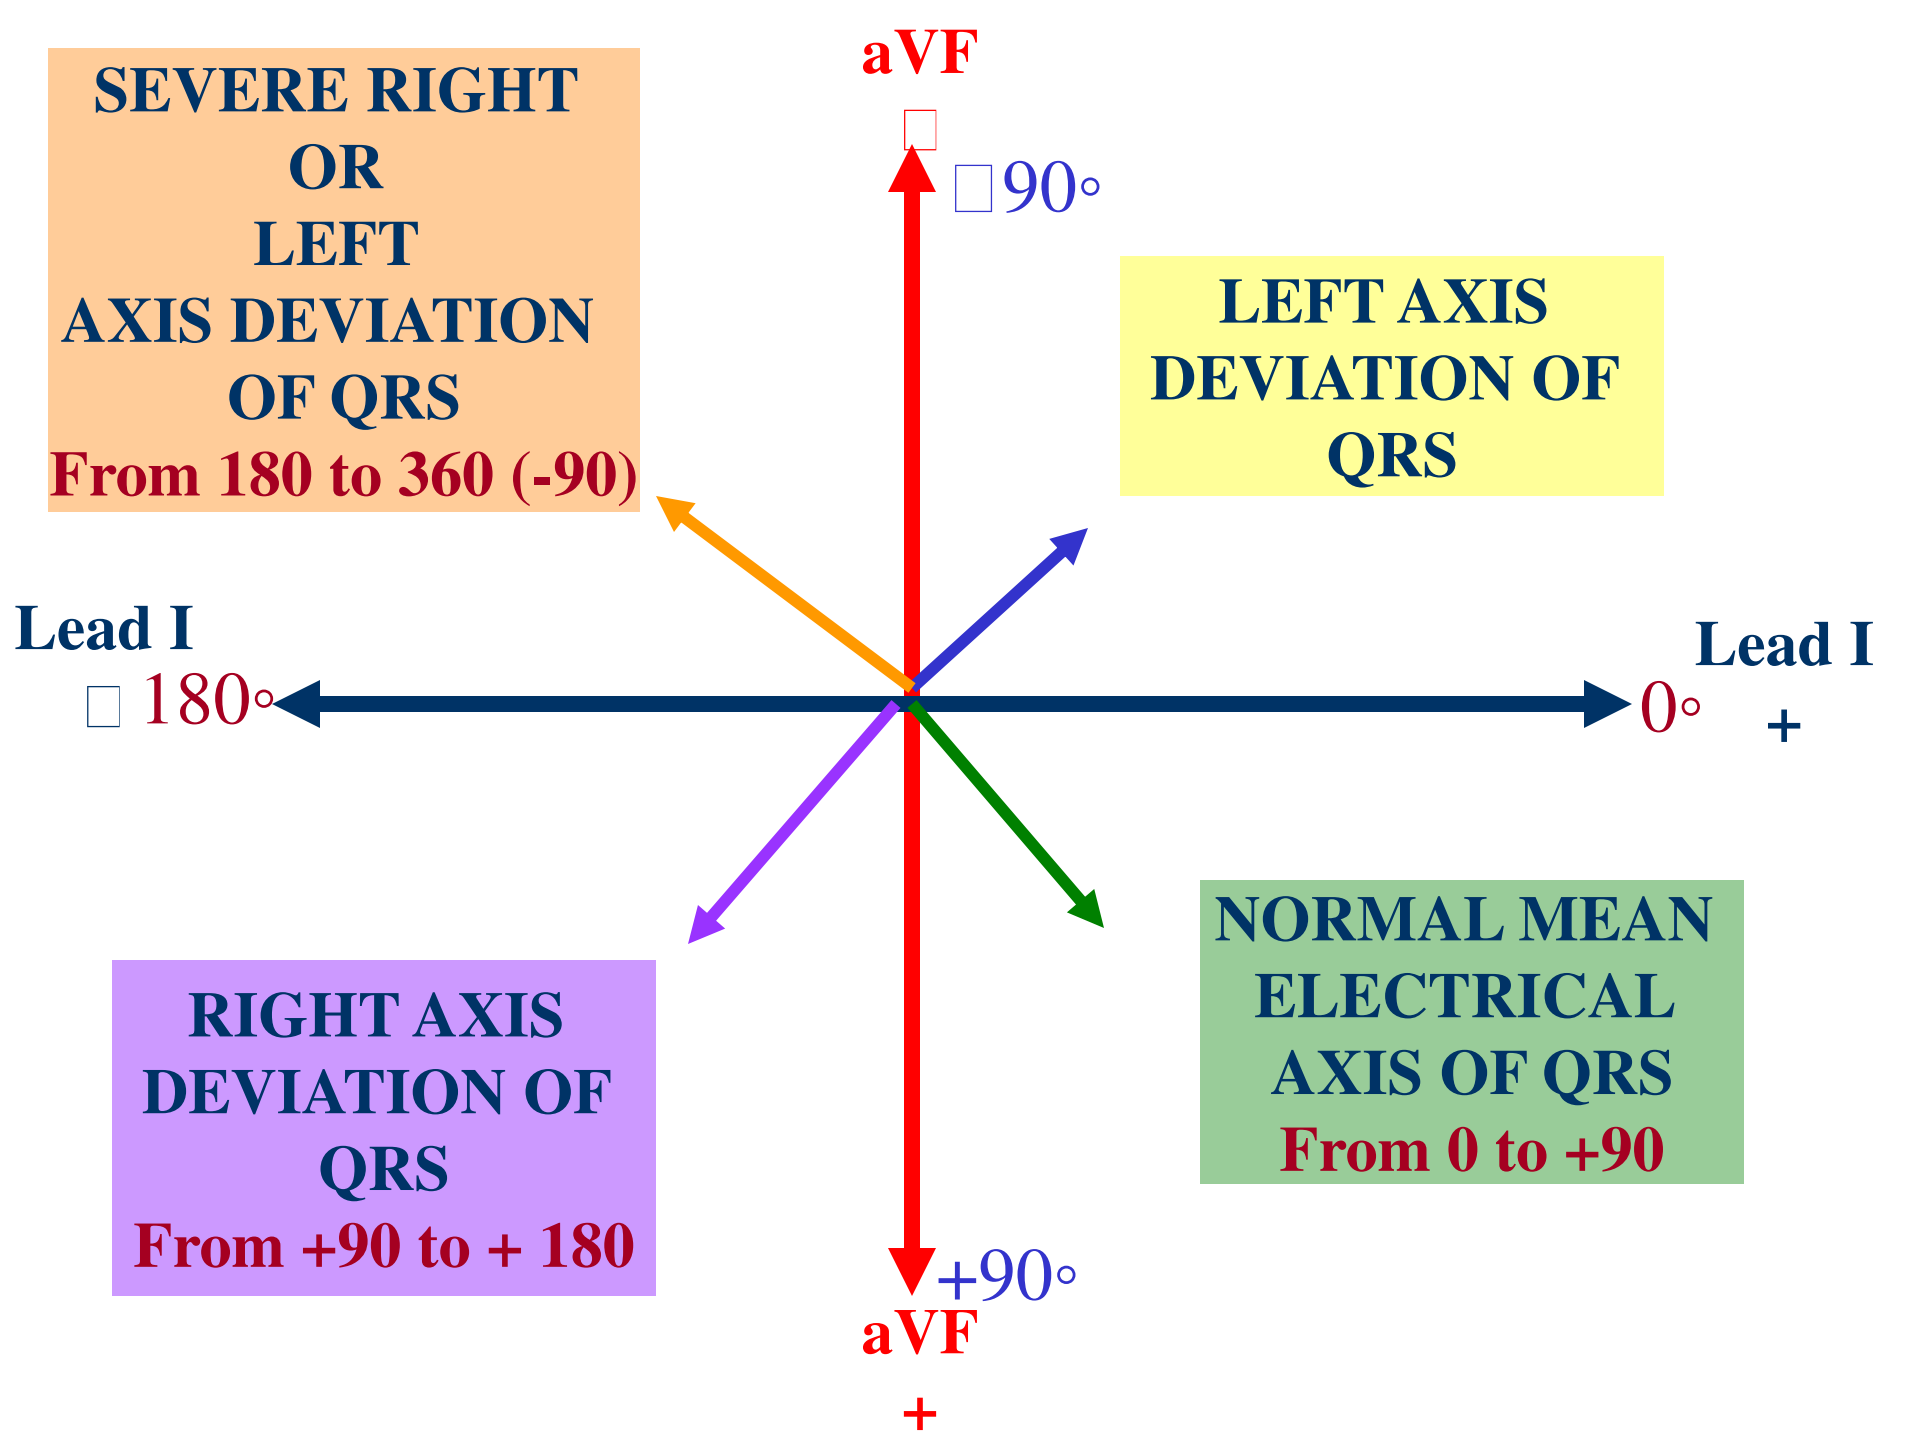 aVF
□
□90°
SEVERE RIGHT
OR
LEFT
AXIS DEVIATION
OF QRS
From 180 to 360 (-90)
LEFT AXIS
DEVIATION OF
QRS
Lead I
□ 180°
Lead I
0°
+
RIGHT AXIS
DEVIATION OF
QRS
From +90 to + 180
NORMAL MEAN
ELECTRICAL
AXIS OF QRS
From 0 to +90
+90°
aVF
+